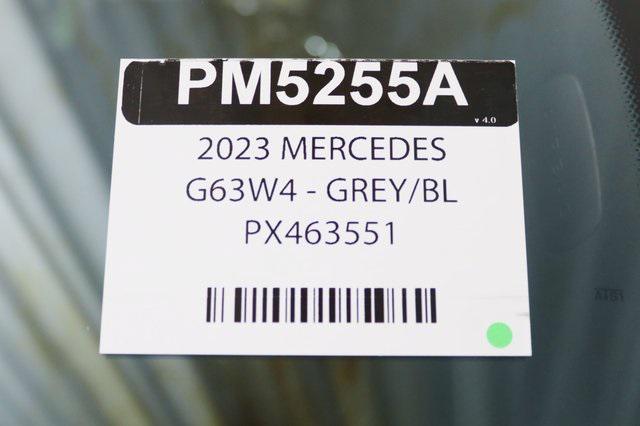 PM5255A
v 4.0
2023 MERCEDES
G63W4 - GREY/BL
PX463551